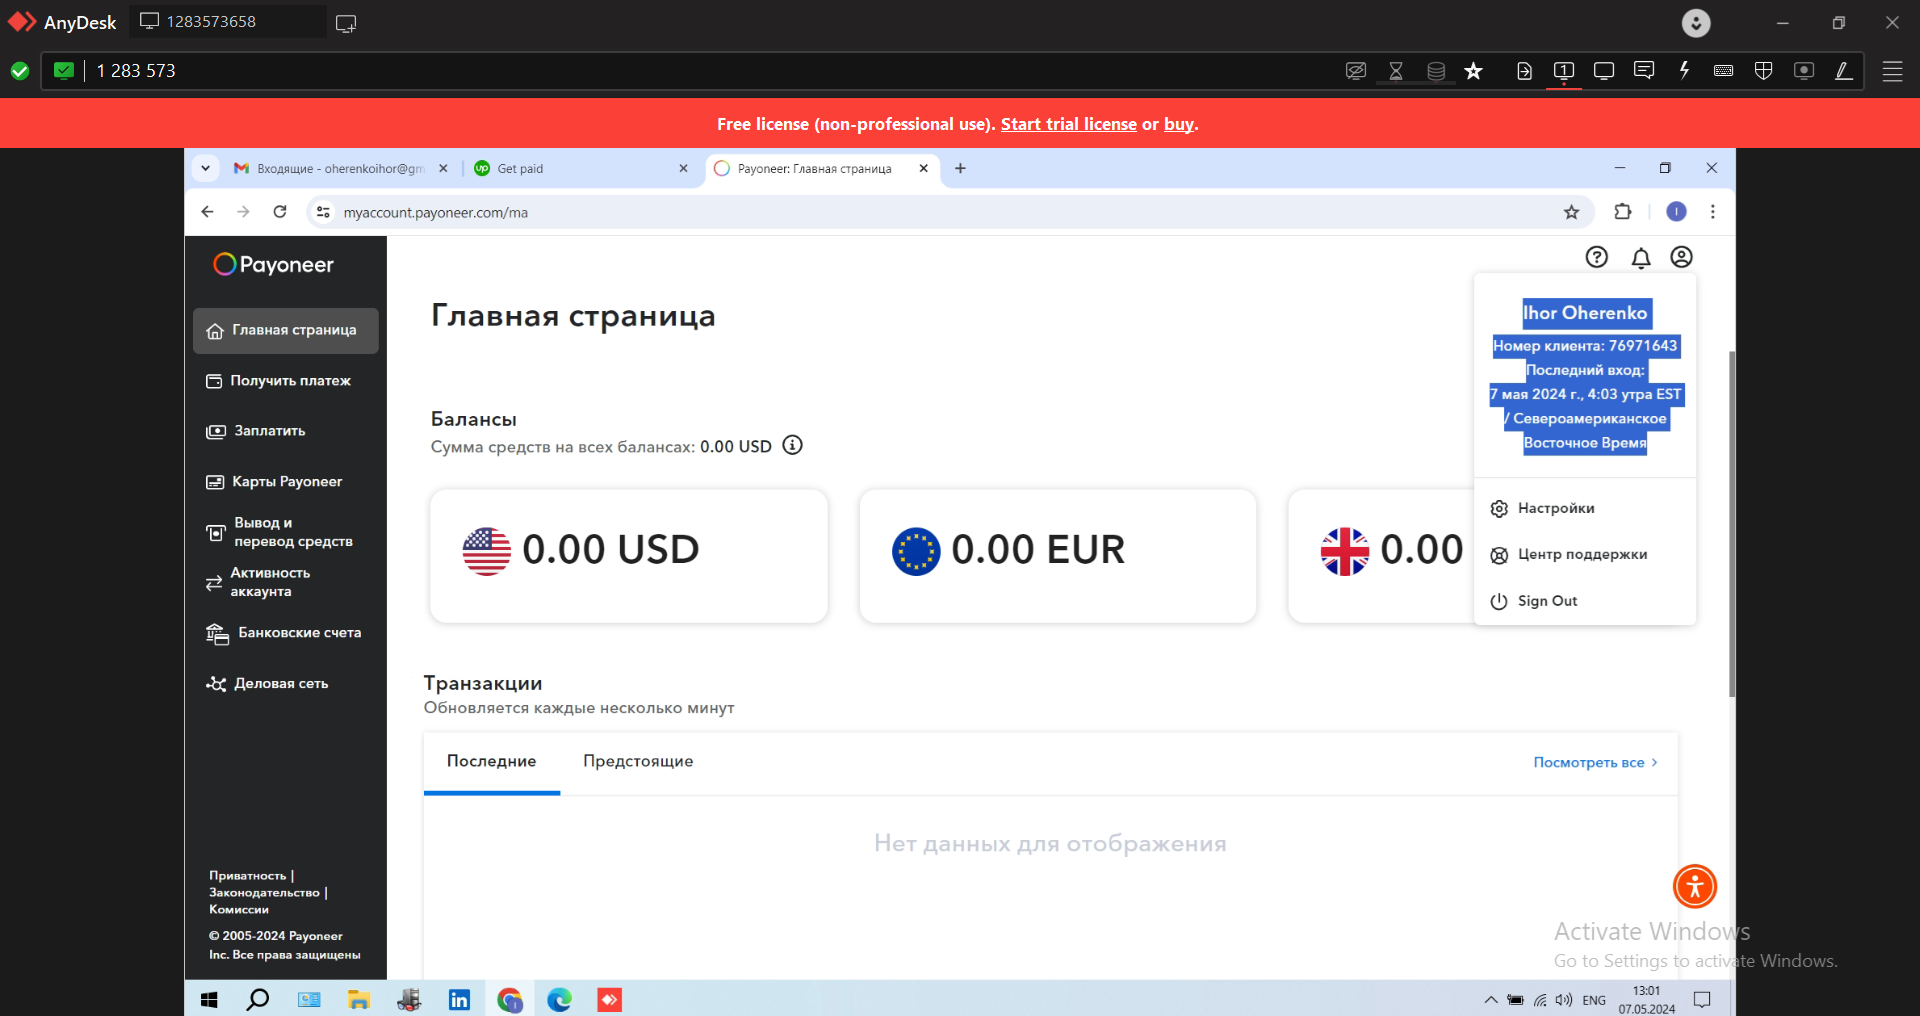 AnyDesk
1283573658
1 283 573
1
Free license (non-professional use). Start trial license or buy.
Входящие - oherenkoihor@gm
up
Get paid
Payoneer: Главная страница
myaccount.payoneer.com/ma
I
Payoneer
Главная страница
Получить платеж
Заплатить
Карты Payoneer
Вывод и
перевод средств
Активность
аккаунта
Банковские счета
Деловая сеть
Приватность |
Законодательство |
Комиссии
© 2005-2024 Payoneer
Inc. Все права защищены
Главная страница
Балансы
Сумма средств на всех балансах: 0.00 USD
0.00 USD
0.00 EUR
0.00
Ihor Oherenko
Номер клиента: 76971643
Последний вход:
7 мая 2024 г., 4:03 утра EST
/ Североамериканское
Восточное Время
Настройки
Центр поддержки
Sign Out
Транзакции
Обновляется каждые несколько минут
Последние
Предстоящие
Посмотреть все
Нет данных для отображения
Activate Windows
Go to Settings to activate Windows.
in
I
ENG
13:01
07.05.2024